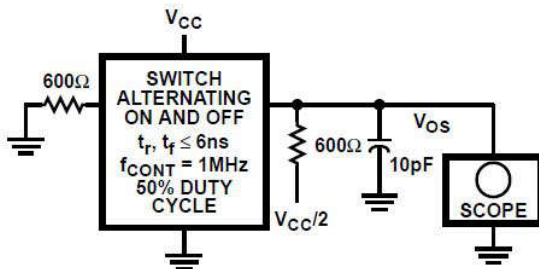 VCC
600Ω
SWITCH
ALTERNATING
ON AND OFF
tr, tf ≤ 6ns
fCONT = 1MHz
50% DUTY
CYCLE
600Ω
VCC/2
10pF
VOS
SCOPE